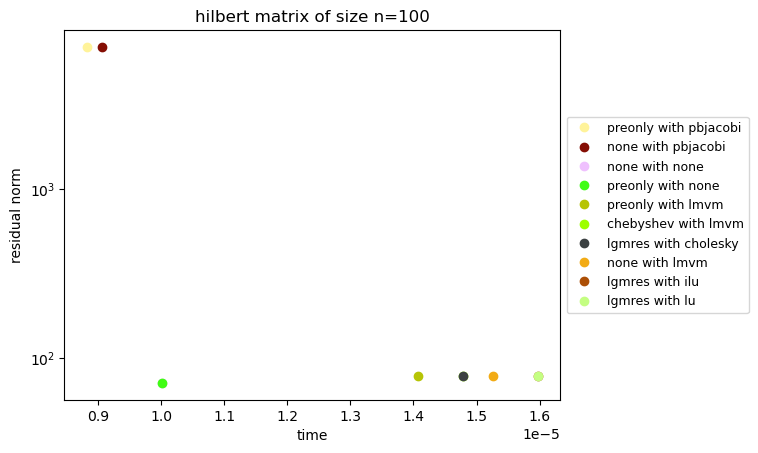 hilbert matrix of size n=100
residual norm
10³
10²
0.9 1.0 1.1 1.2 1.3 1.4 1.5 1.6
1e−5
time
preonly with pbjacobi
none with pbjacobi
none with none
preonly with none
preonly with lmvm
chebyshev with lmvm
lgmres with cholesky
none with lmvm
lgmres with ilu
lgmres with lu